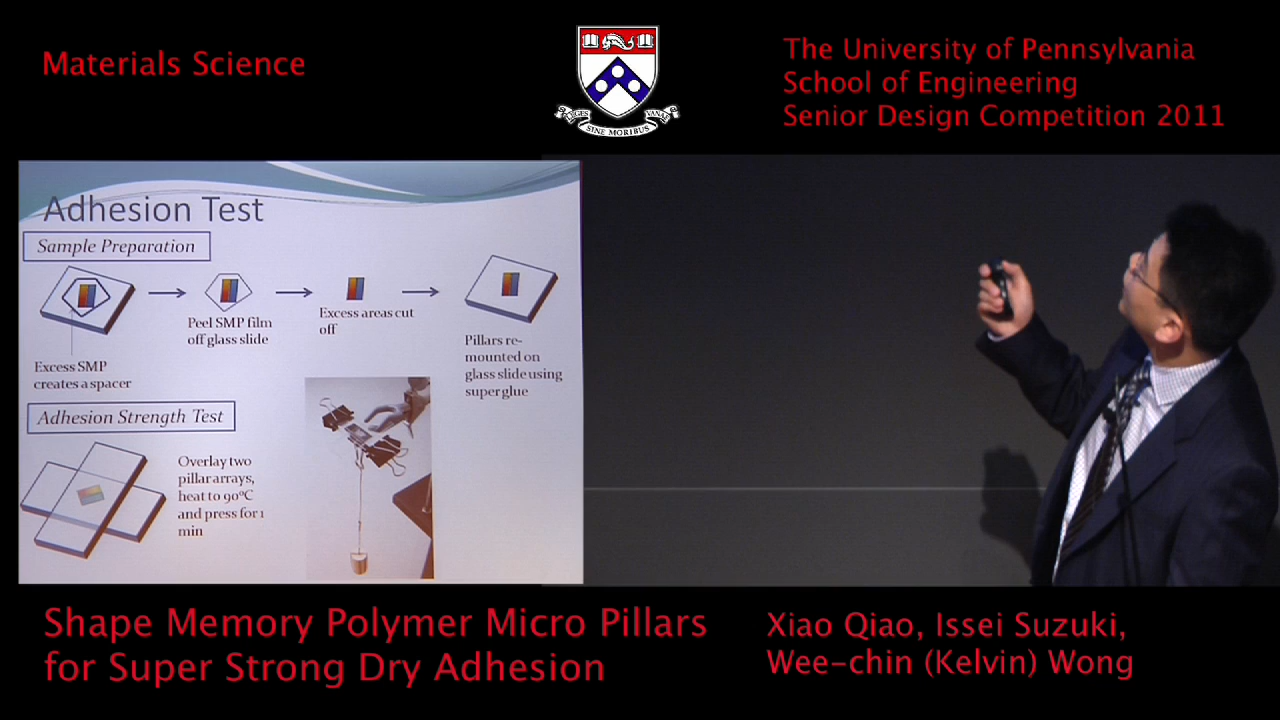 Materials Science
The University of Pennsylvania
School of Engineering
Senior Design Competition 2011
SINE MORIBUS
Adhesion Test
Sample Preparation
Peel SMP film
off glass slide
Excess areas cut
off
Pillars re-
mounted on
glass slide using
super glue
Excess SMP
creates a spacer
Adhesion Strength Test
Overlay two
pillar arrays,
heat to 90ºC
and press for 1
min
Shape Memory Polymer Micro Pillars
for Super Strong Dry Adhesion
Xiao Qiao, Issei Suzuki,
Wee-chin (Kelvin) Wong